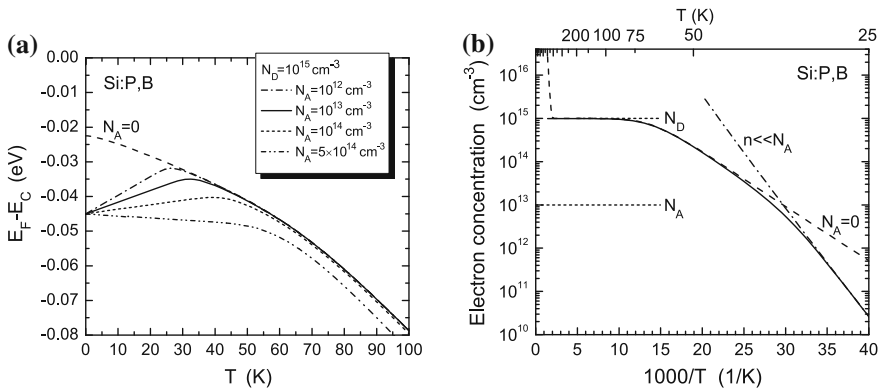 (a)
0.00
-0.01
-0.02
-0.03
-0.04
-0.05
-0.06
-0.07
-0.08
E_F-E_C (eV)
Si:P,B
N_A=0
N_D=10^15 cm^-3
N_A=10^12 cm^-3
N_A=10^13 cm^-3
N_A=10^14 cm^-3
N_A=5×10^14 cm^-3
0 10 20 30 40 50 60 70 80 90 100
T (K)
(b)
T (K)
200 100 75 50 25
Electron concentration (cm^-3)
10^16
10^15
10^14
10^13
10^12
10^11
10^10
Si:P,B
N_D
n<<N_A
N_A
N_A=0
0 5 10 15 20 25 30 35 40
1000/T (1/K)